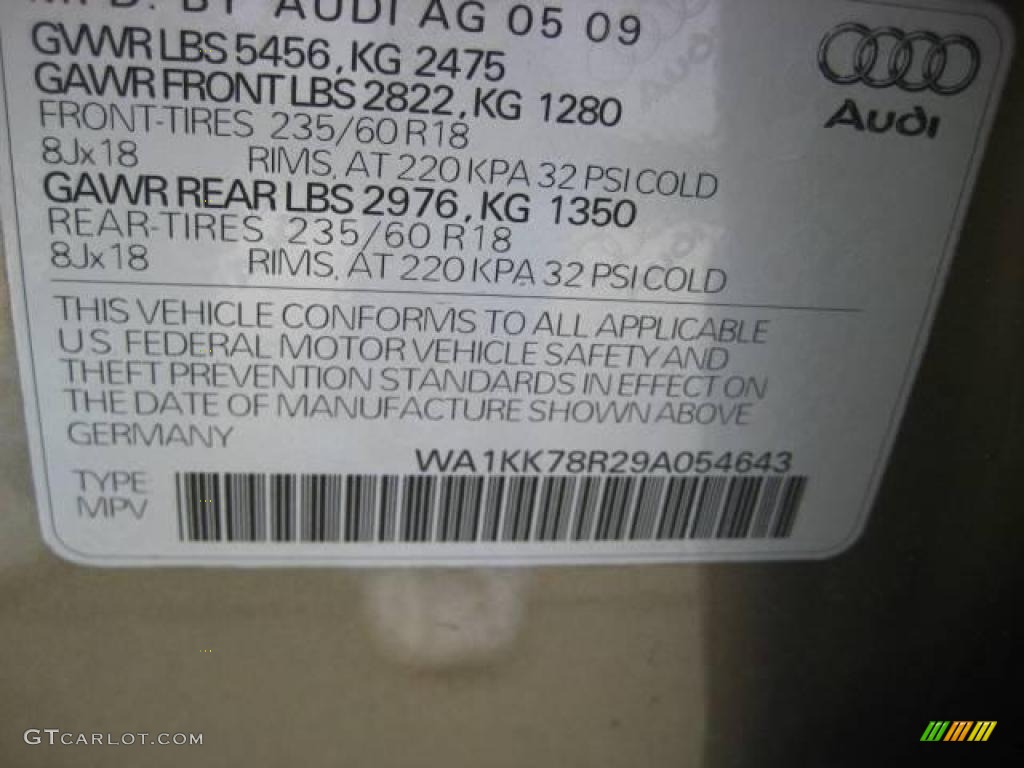 MFD. BY AUDI AG 05 09
GVWR LBS 5456, KG 2475
GAWR FRONT LBS 2822, KG 1280
FRONT-TIRES 235/60 R18
8Jx18 RIMS, AT 220 KPA 32 PSI COLD
GAWR REAR LBS 2976, KG 1350
REAR-TIRES 235/60 R18
8Jx18 RIMS, AT 220 KPA 32 PSI COLD
THIS VEHICLE CONFORMS TO ALL APPLICABLE
U.S. FEDERAL MOTOR VEHICLE SAFETY AND
THEFT PREVENTION STANDARDS IN EFFECT ON
THE DATE OF MANUFACTURE SHOWN ABOVE
GERMANY
WA1KK78R29A054643
TYPE
MPV
Audi
GTCARLOT.COM